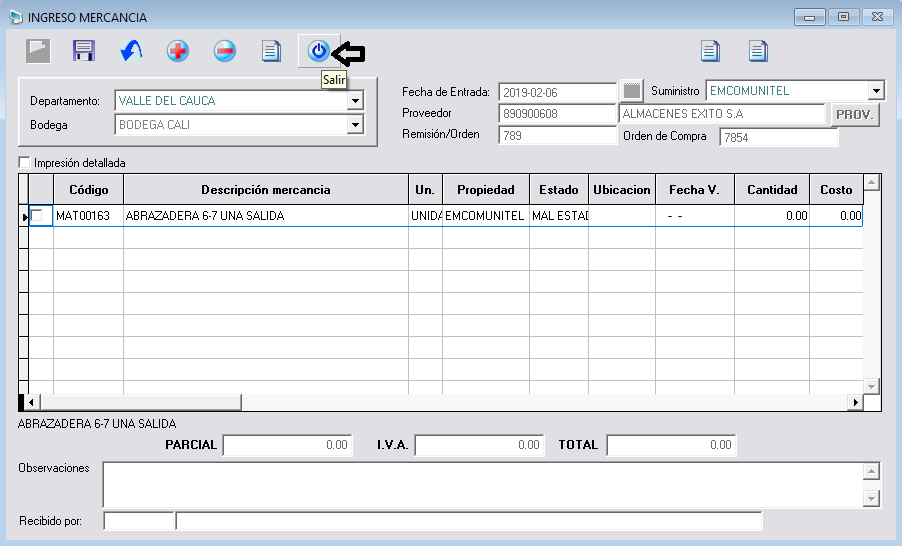 INGRESO MERCANCIA
Salir
Departamento: VALLE DEL CAUCA
Bodega BODEGA CALI
Fecha de Entrada: 2019-02-06 Suministro EMCOMUNITEL
Proveedor 890900608 ALMACENES EXITO S.A PROV.
Remisión/Orden 789 Orden de Compra 7854
Impresión detallada
Código Descripción mercancia Un. Propiedad Estado Ubicacion Fecha V. Cantidad Costo
MAT00163 ABRAZADERA 6-7 UNA SALIDA UNIDA EMCOMUNITEL MAL ESTAD - - 0.00 0.00
ABRAZADERA 6-7 UNA SALIDA
PARCIAL 0.00 I.V.A. 0.00 TOTAL 0.00
Observaciones
Recibido por: